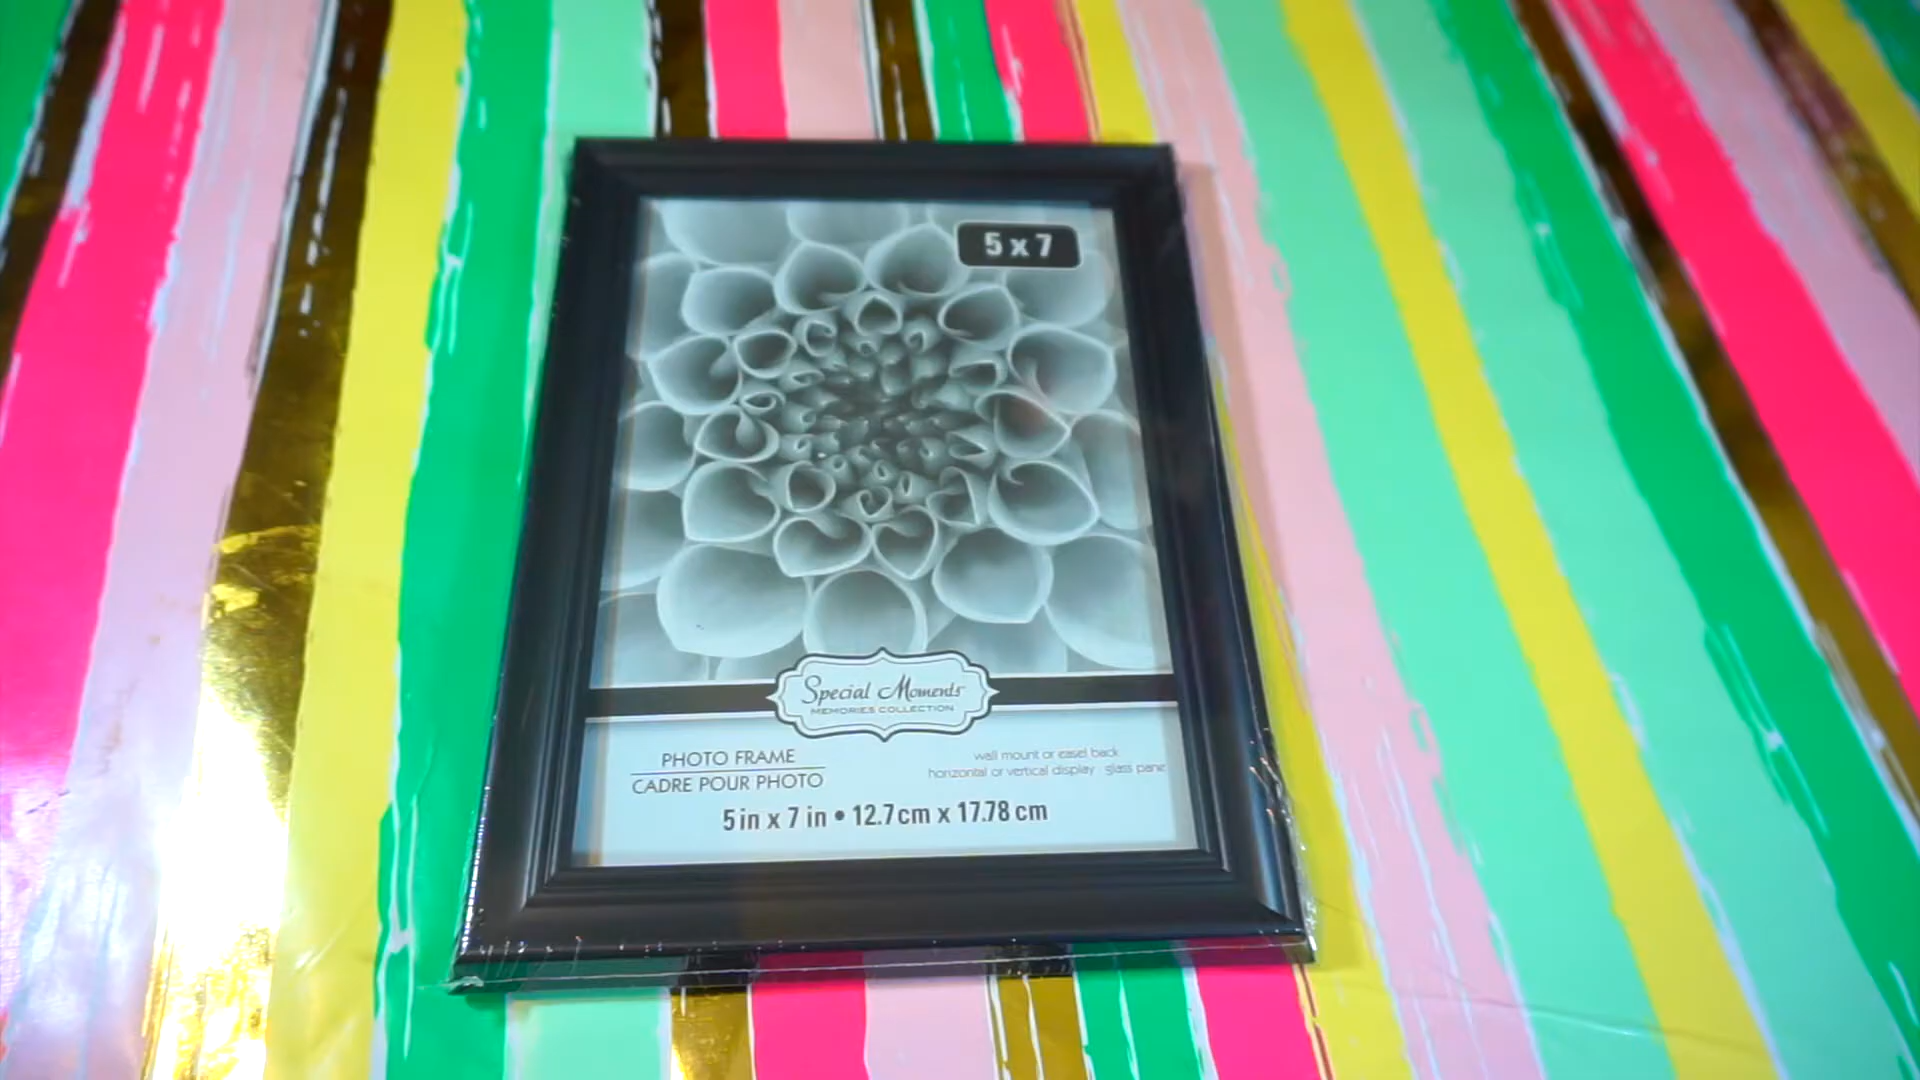 5 x 7
Special Moments
MEMORIES COLLECTION
PHOTO FRAME
CADRE POUR PHOTO
wall mount or easel back
horizontal or vertical display · glass pane
5 in x 7 in • 12.7 cm x 17.78 cm